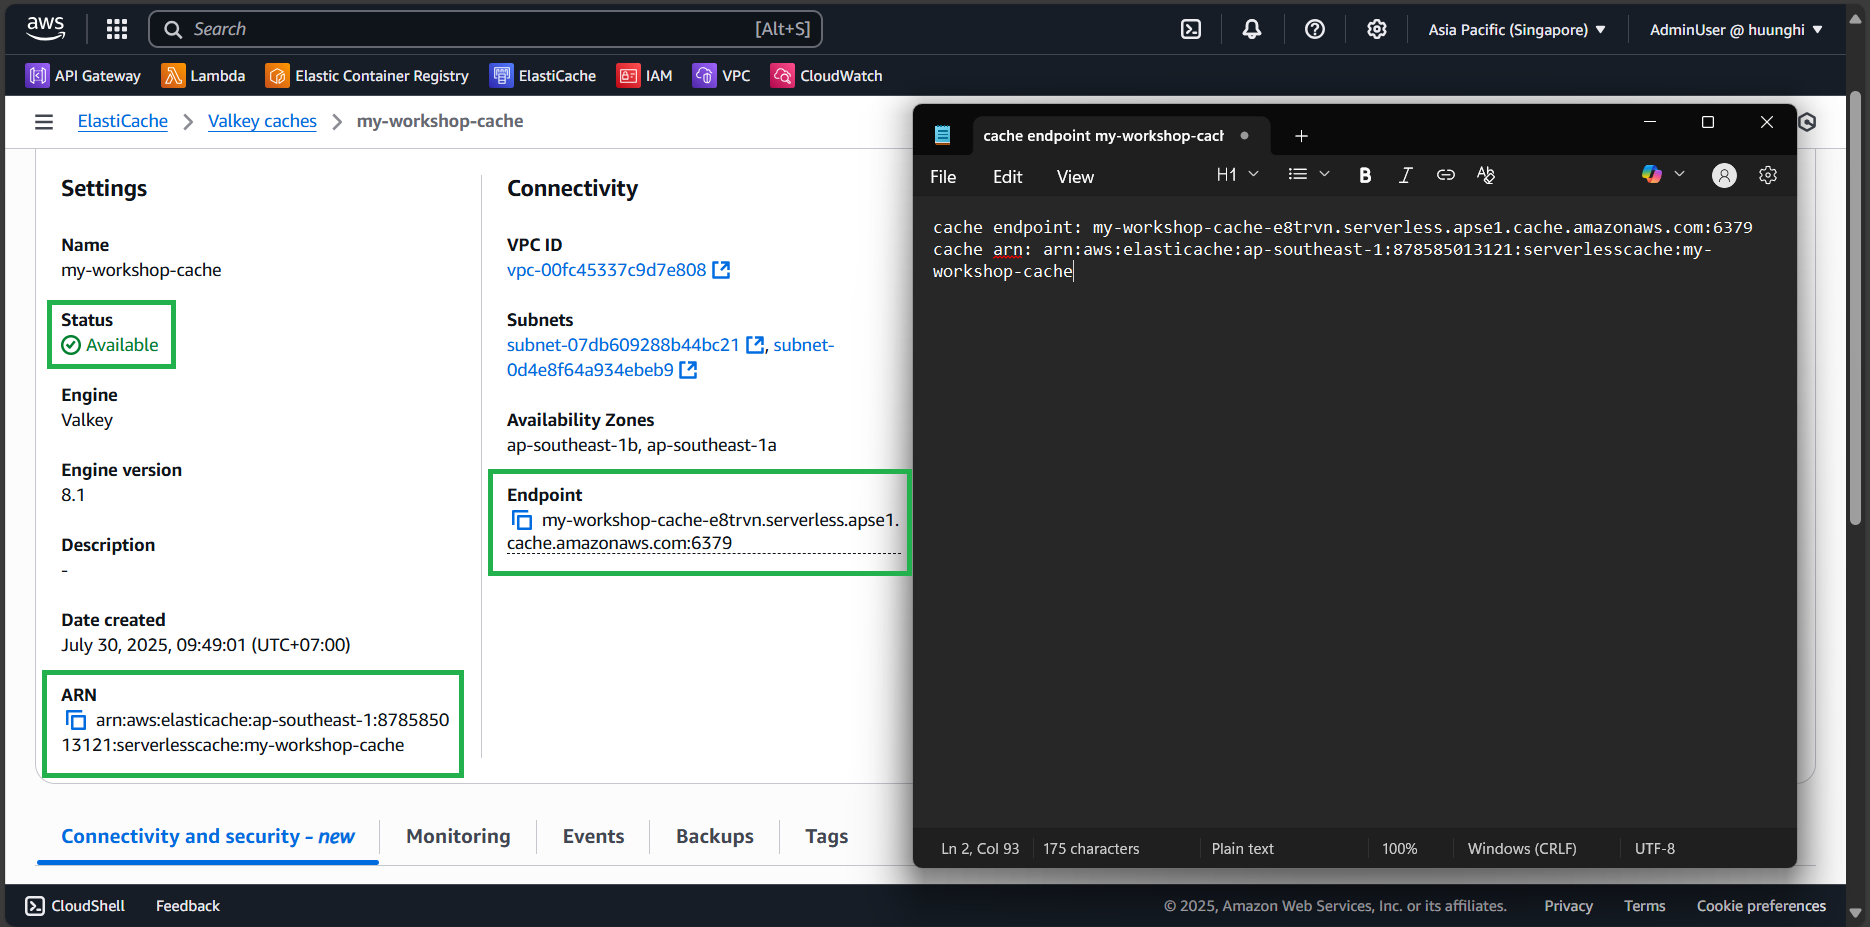 aws
Search [Alt+S]
Asia Pacific (Singapore) ▼
AdminUser @ huunghi ▼
API Gateway
Lambda
Elastic Container Registry
ElastiCache
IAM
VPC
CloudWatch
ElastiCache > Valkey caches > my-workshop-cache
Settings
Name
my-workshop-cache
Status
Available
Engine
Valkey
Engine version
8.1
Description
-
Date created
July 30, 2025, 09:49:01 (UTC+07:00)
ARN
arn:aws:elasticache:ap-southeast-1:8785850
13121:serverlesscache:my-workshop-cache
Connectivity
VPC ID
vpc-00fc45337c9d7e808
Subnets
subnet-07db609288b44bc21 , subnet-
0d4e8f64a934ebeb9
Availability Zones
ap-southeast-1b, ap-southeast-1a
Endpoint
my-workshop-cache-e8trvn.serverless.apse1.
cache.amazonaws.com:6379
cache endpoint my-workshop-cach
File Edit View H1 B I
cache endpoint: my-workshop-cache-e8trvn.serverless.apse1.cache.amazonaws.com:6379
cache arn: arn:aws:elasticache:ap-southeast-1:878585013121:serverlesscache:my-
workshop-cache
Ln 2, Col 93 175 characters Plain text 100% Windows (CRLF) UTF-8
Connectivity and security - new
Monitoring
Events
Backups
Tags
CloudShell Feedback © 2025, Amazon Web Services, Inc. or its affiliates. Privacy Terms Cookie preferences